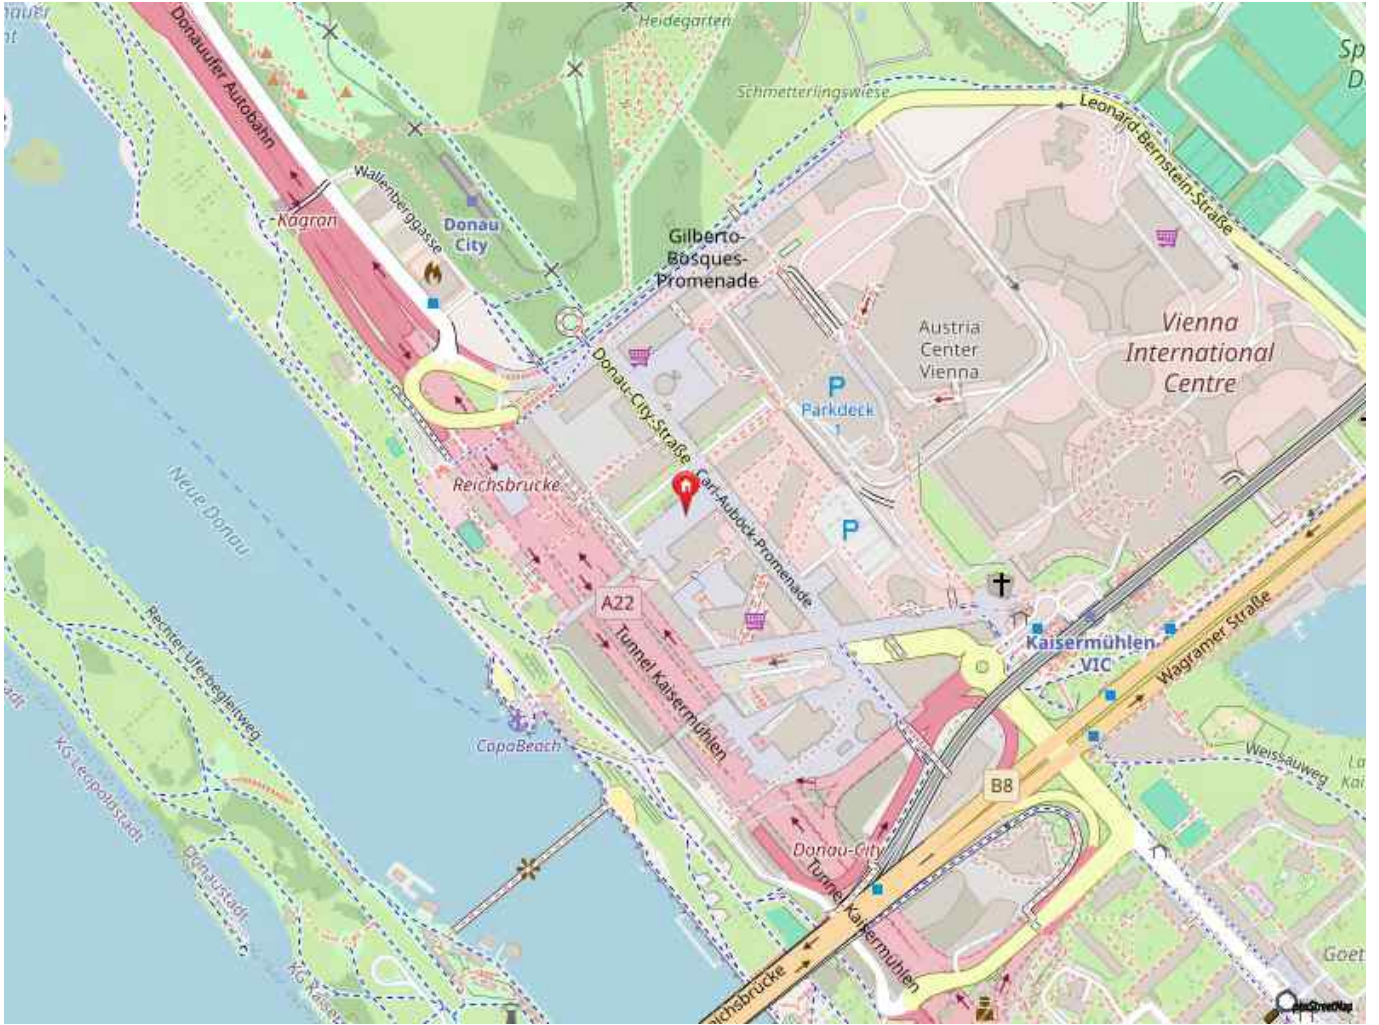 Heidegarten
Donauufer Autobahn
Schmetterlingswiese
Leonard-Bernstein-Straße
Wallenberggasse
Kagran
Donau
City
Gilberto-
Bosques-
Promenade
Austria
Center
Vienna
Vienna
International
Centre
Donau-City-Straße
P
Parkdeck
1
Neue Donau
Reichsbrücke
Carl-Auböck-Promenade
P
A22
Rechter Uferbegleitweg
Tunnel Kaisermühlen
Kaisermühlen
VIC
Wagramer Straße
CopaBeach
KG Leopoldstadt
Weissauweg
B8
Donau-City
Donaustadt
Tunnel Kaisermühlen
Reichsbrücke
OpenStreetMap